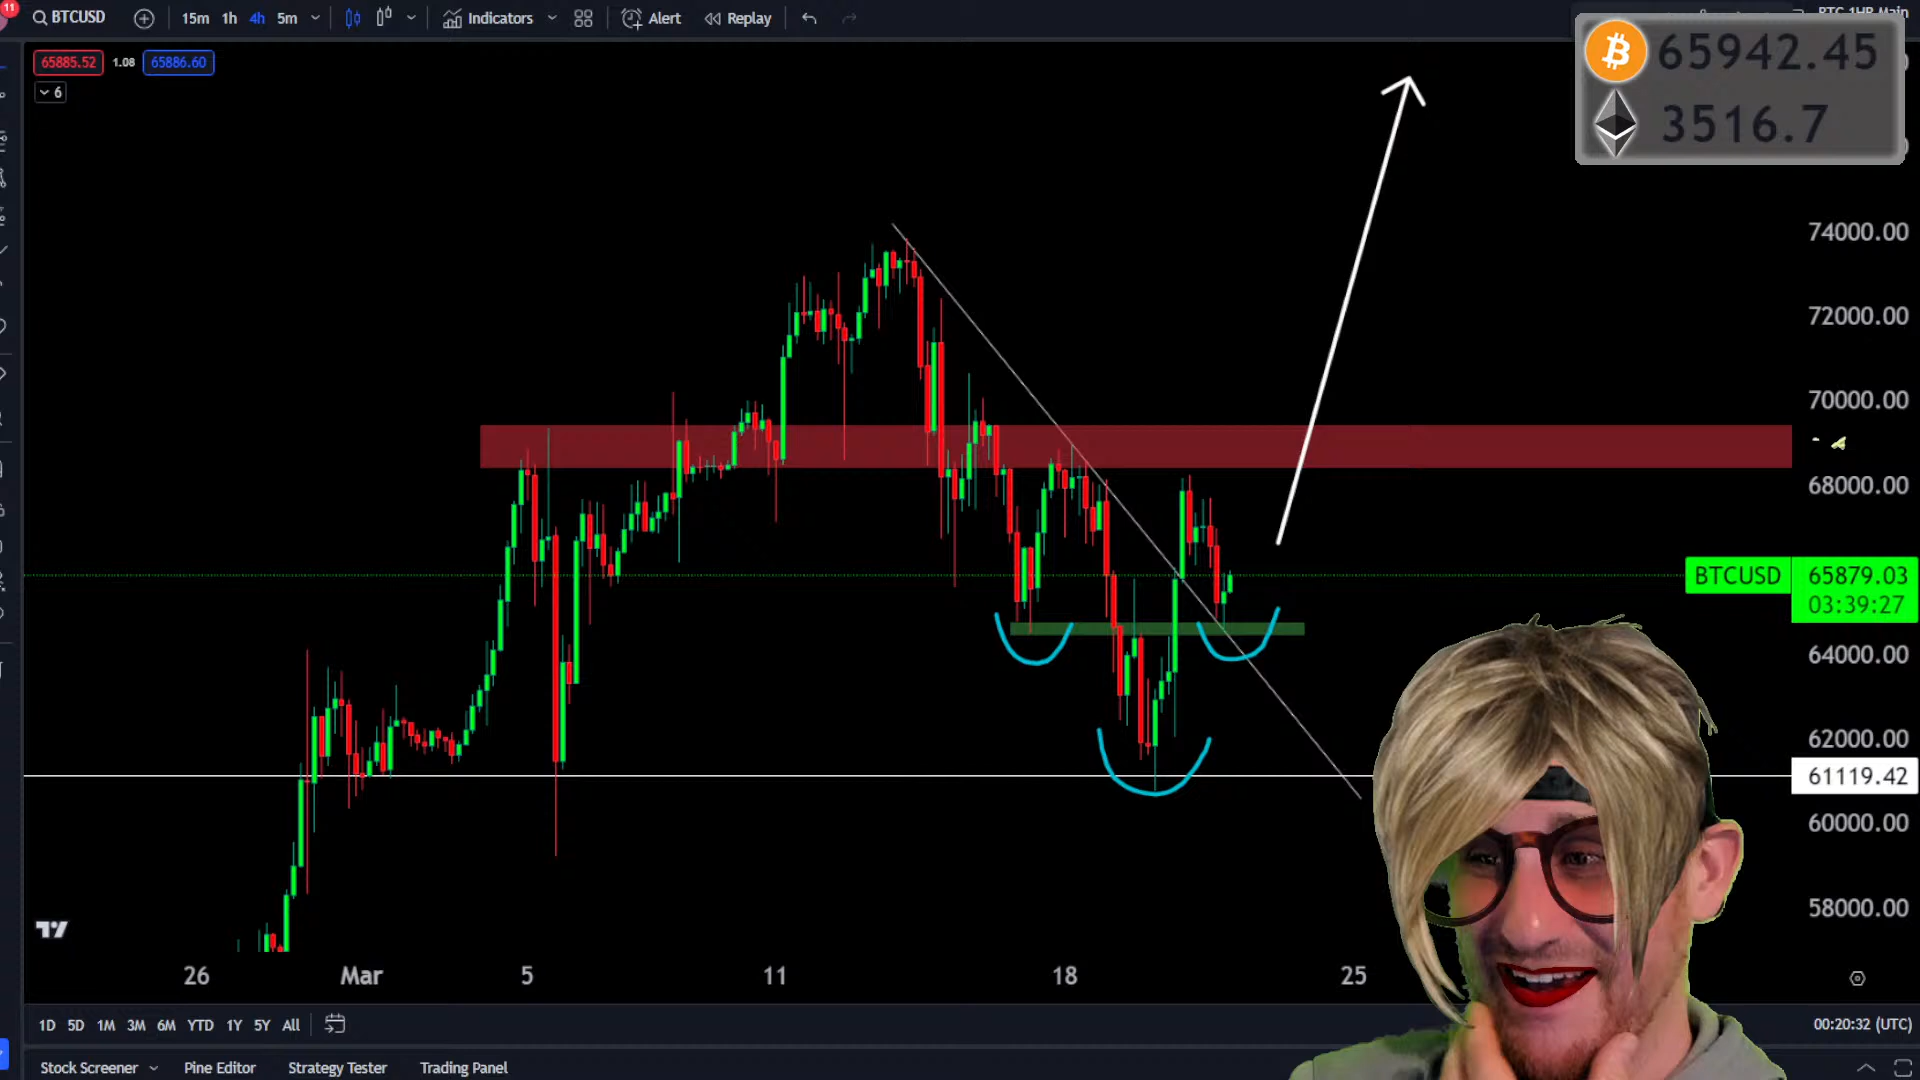 11
BTCUSD 15m 1h 4h 5m Indicators Alert Replay
65885.52 1.08 65886.60
6
65942.45
3516.7
74000.00
72000.00
70000.00
68000.00
BTCUSD 65879.03
03:39:27
64000.00
62000.00
61119.42
60000.00
58000.00
26 Mar 5 11 18 25
1D 5D 1M 3M 6M YTD 1Y 5Y All
00:20:32 (UTC)
Stock Screener Pine Editor Strategy Tester Trading Panel